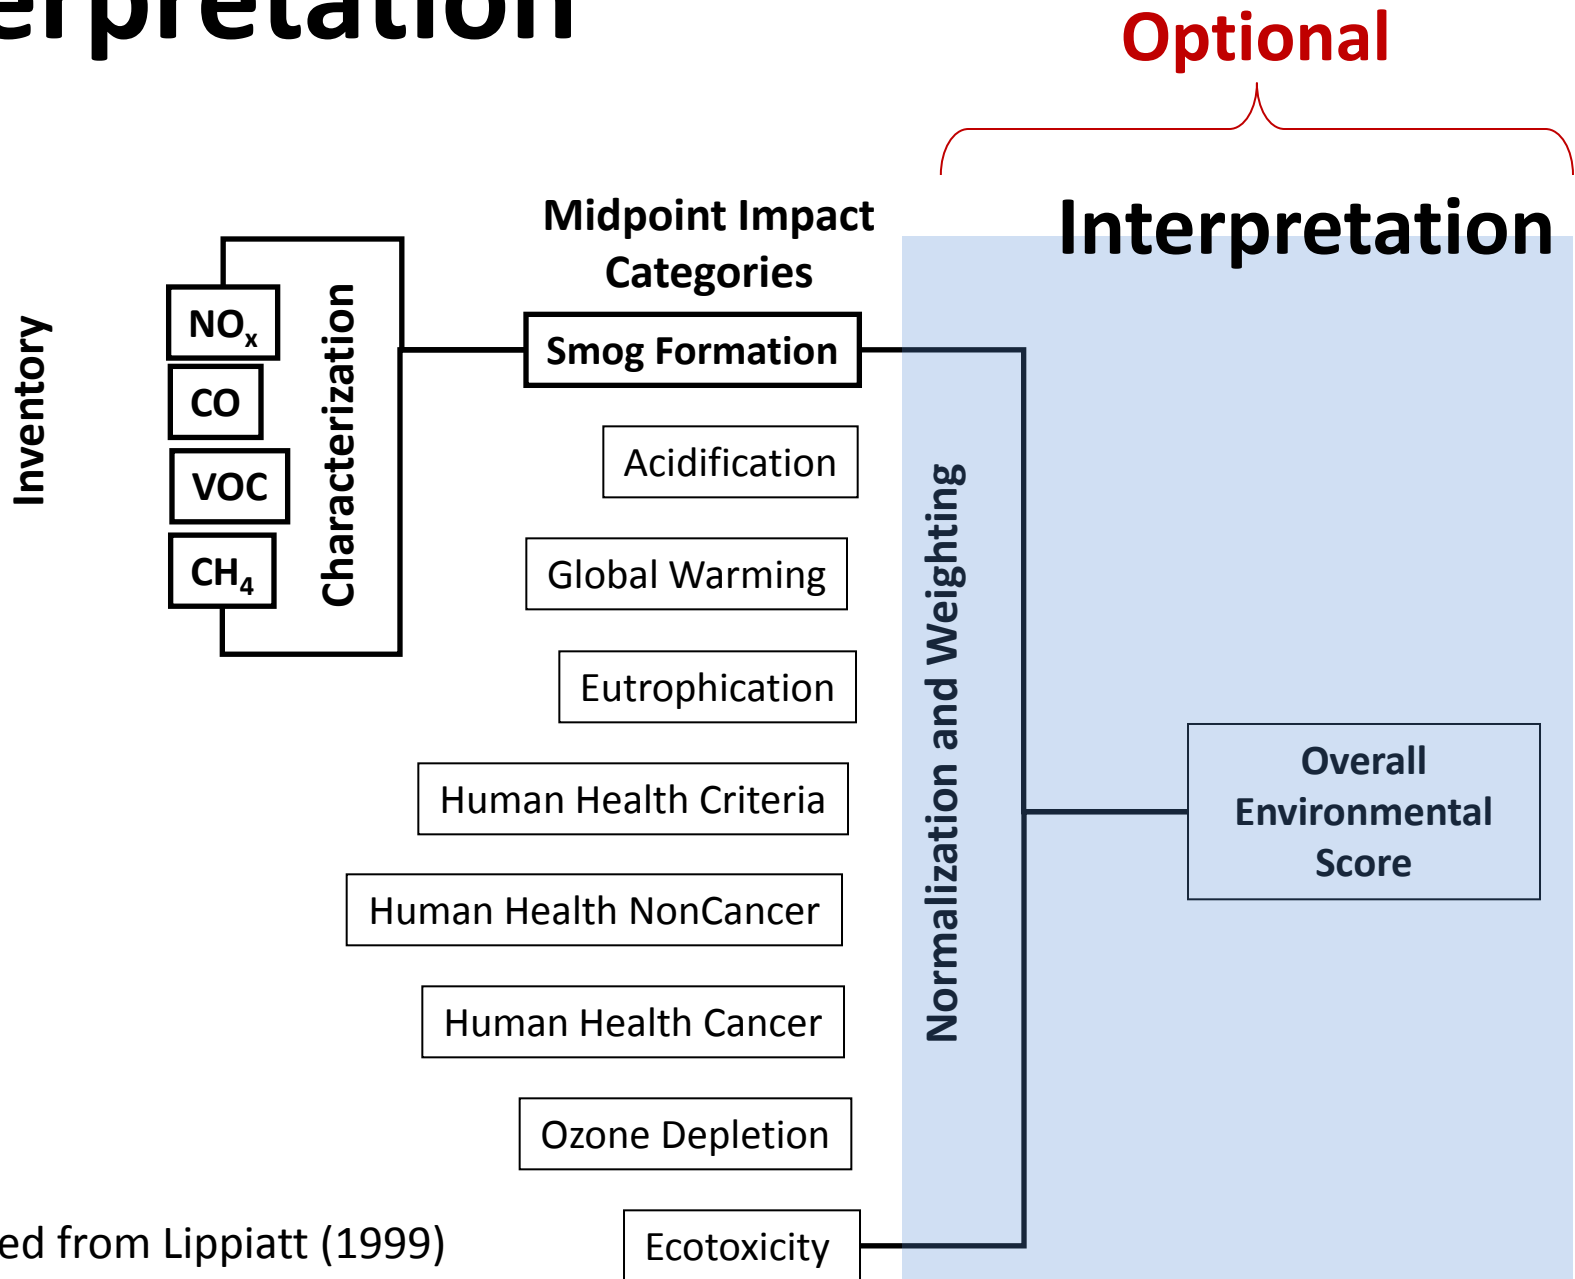 erpretation
Optional
Interpretation
Midpoint Impact
Categories
Inventory
NOₓ
CO
VOC
CH₄
Characterization
Smog Formation
Acidification
Global Warming
Eutrophication
Human Health Criteria
Human Health NonCancer
Human Health Cancer
Ozone Depletion
Ecotoxicity
Normalization and Weighting
Overall
Environmental
Score
ed from Lippiatt (1999)